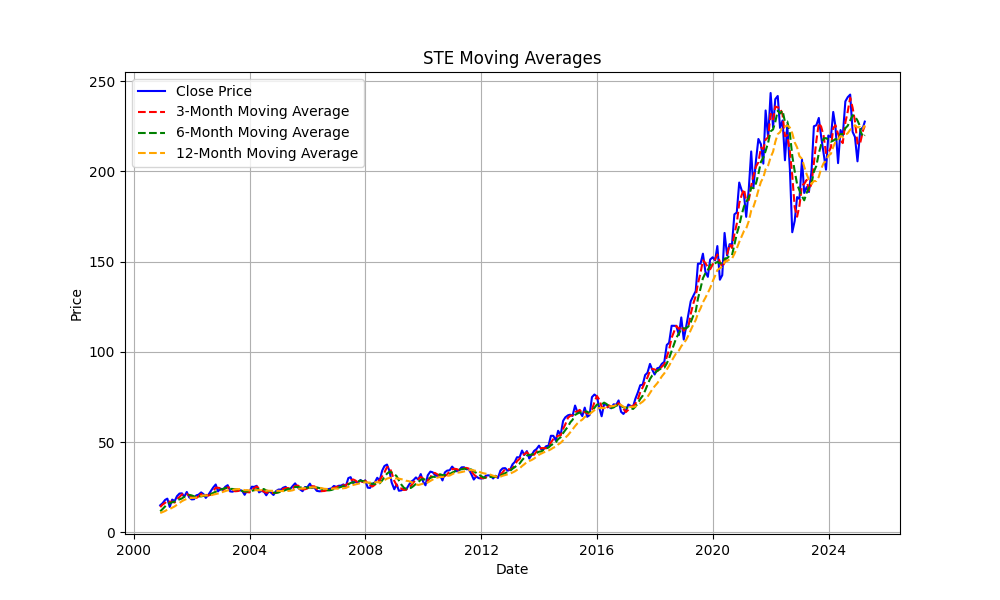 STE Moving Averages
Close Price
3-Month Moving Average
6-Month Moving Average
12-Month Moving Average
250
200
150
100
50
0
Price
2000 2004 2008 2012 2016 2020 2024
Date